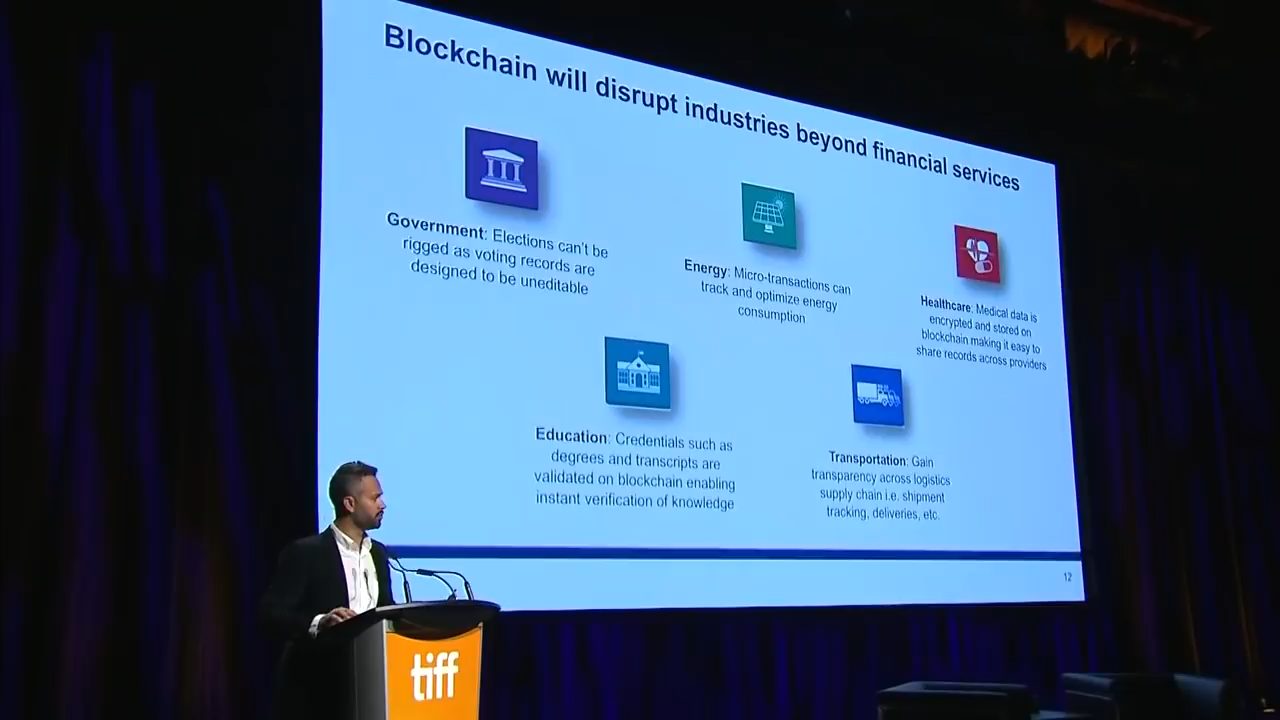 Blockchain will disrupt industries beyond financial services
Government: Elections can't be
rigged as voting records are
designed to be uneditable
Energy: Micro-transactions can
track and optimize energy
consumption
Healthcare: Medical data is
encrypted and stored on
blockchain making it easy to
share records across providers
Education: Credentials such as
degrees and transcripts are
validated on blockchain enabling
instant verification of knowledge
Transportation: Gain
transparency across logistics
supply chain i.e. shipment
tracking, deliveries, etc.
12
tiff